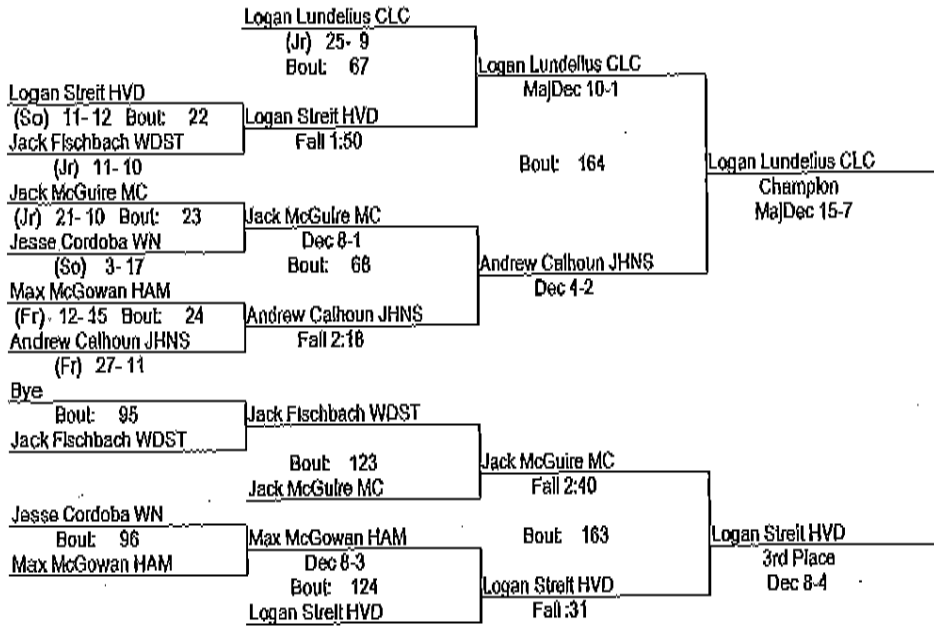 Logan Lundelius CLC
(Jr) 25- 9
Bout: 67
Logan Lundelius CLC
MajDec 10-1
Logan Streit HVD
(So) 11-12 Bout: 22
Logan Streit HVD
Fall 1:50
Jack Fischbach WDST
(Jr) 11-10
Bout: 164
Logan Lundelius CLC
Champion
MajDec 15-7
Jack McGuire MC
(Jr) 21-10 Bout: 23
Jack McGuire MC
Dec 8-1
Jesse Cordoba WN
(So) 3-17
Bout: 68
Andrew Calhoun JHNS
Dec 4-2
Max McGowan HAM
(Fr) 12-15 Bout: 24
Andrew Calhoun JHNS
Fall 2:18
Andrew Calhoun JHNS
(Fr) 27-11
Bye
Bout: 95
Jack Fischbach WDST
Jack Fischbach WDST
Bout: 123
Jack McGuire MC
Jack McGuire MC
Fall 2:40
Jesse Cordoba WN
Bout: 96
Max McGowan HAM
Max McGowan HAM
Dec 8-3
Bout: 163
Logan Streit HVD
3rd Place
Dec 8-4
Bout: 124
Logan Streit HVD
Logan Streit HVD
Fall :31